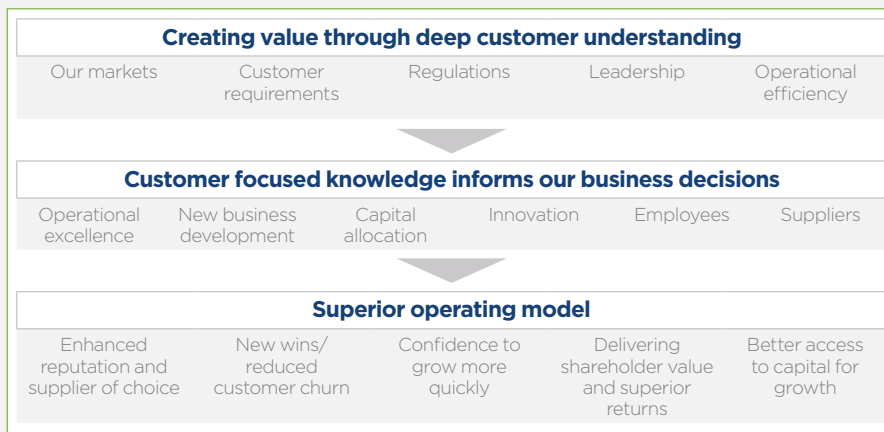 Creating value through deep customer understanding
Our markets
Customer
requirements
Regulations
Leadership
Operational
efficiency
Customer focused knowledge informs our business decisions
Operational
excellence
New business
development
Capital
allocation
Innovation
Employees
Suppliers
Superior operating model
Enhanced
reputation and
supplier of choice
New wins/
reduced
customer churn
Confidence to
grow more
quickly
Delivering
shareholder value
and superior
returns
Better access
to capital for
growth